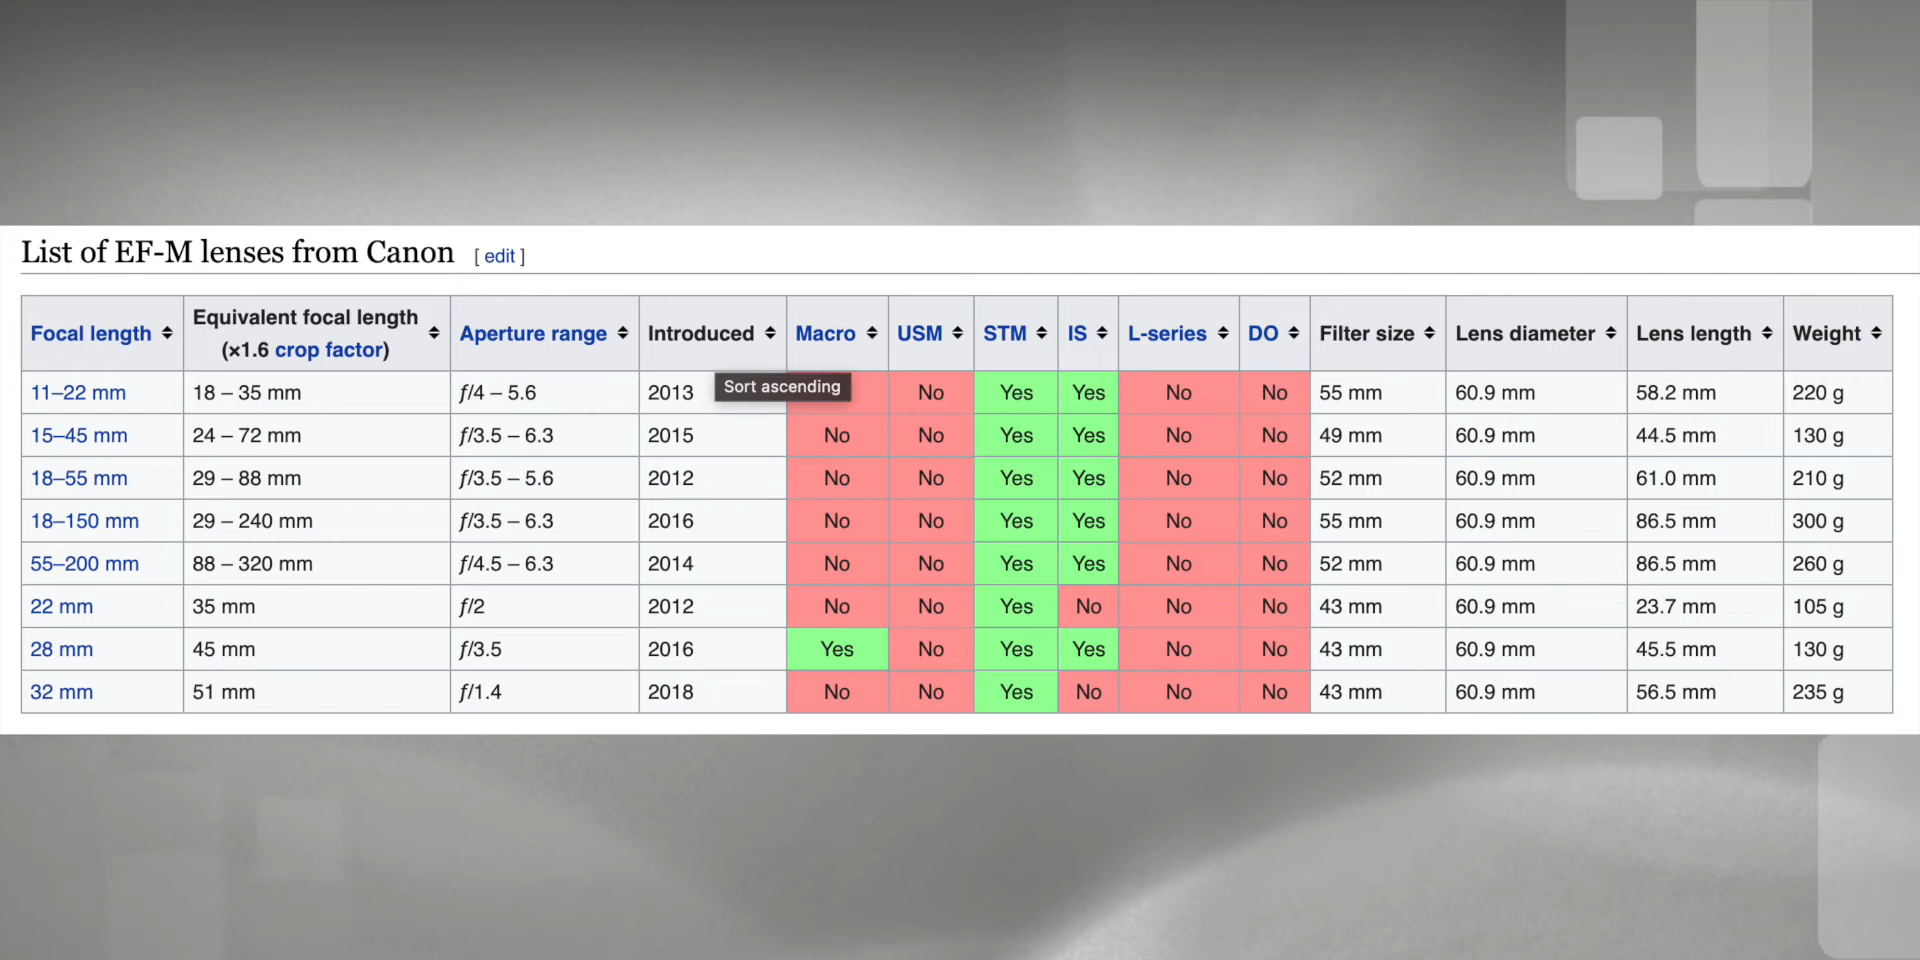 List of EF-M lenses from Canon [ edit ]
Focal length Equivalent focal length (×1.6 crop factor) Aperture range Introduced Macro USM STM IS L-series DO Filter size Lens diameter Lens length Weight
Sort ascending
11–22 mm 18 – 35 mm ƒ/4 – 5.6 2013 No Yes Yes No No 55 mm 60.9 mm 58.2 mm 220 g
15–45 mm 24 – 72 mm ƒ/3.5 – 6.3 2015 No No Yes Yes No No 49 mm 60.9 mm 44.5 mm 130 g
18–55 mm 29 – 88 mm ƒ/3.5 – 5.6 2012 No No Yes Yes No No 52 mm 60.9 mm 61.0 mm 210 g
18–150 mm 29 – 240 mm ƒ/3.5 – 6.3 2016 No No Yes Yes No No 55 mm 60.9 mm 86.5 mm 300 g
55–200 mm 88 – 320 mm ƒ/4.5 – 6.3 2014 No No Yes Yes No No 52 mm 60.9 mm 86.5 mm 260 g
22 mm 35 mm ƒ/2 2012 No No Yes No No No 43 mm 60.9 mm 23.7 mm 105 g
28 mm 45 mm ƒ/3.5 2016 Yes No Yes Yes No No 43 mm 60.9 mm 45.5 mm 130 g
32 mm 51 mm ƒ/1.4 2018 No No Yes No No No 43 mm 60.9 mm 56.5 mm 235 g